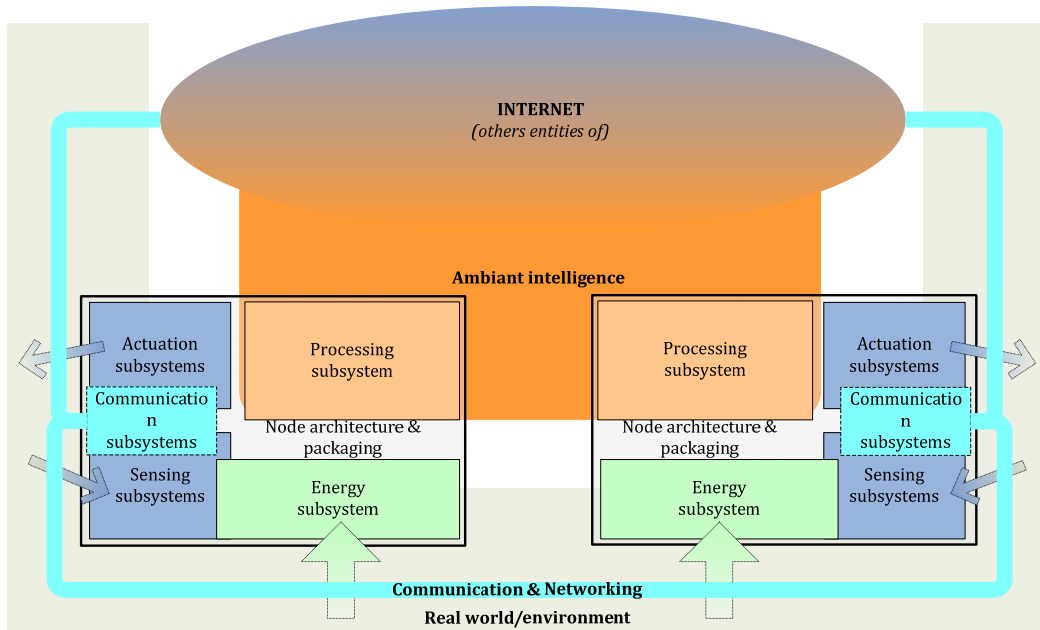 INTERNET
(others entities of)
Ambiant intelligence
Actuation
subsystems
Processing
subsystem
Communicatio
n
subsystems
Node architecture &
packaging
Sensing
subsystems
Energy
subsystem
Processing
subsystem
Actuation
subsystems
Communicatio
n
subsystems
Node architecture &
packaging
Energy
subsystem
Sensing
subsystems
Communication & Networking
Real world/environment